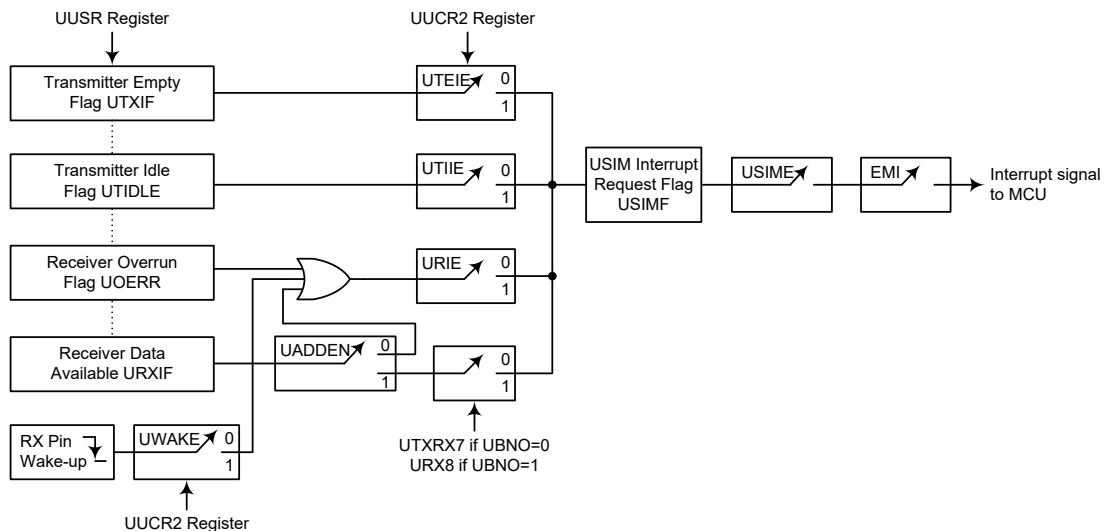 UUSR Register
UUCR2 Register
Transmitter Empty
Flag UTXIF
UTEIE
0
1
Transmitter Idle
Flag UTIDLE
UTIIE
0
1
USIM Interrupt
Request Flag
USIMF
USIME
EMI
Interrupt signal
to MCU
Receiver Overrun
Flag UOERR
URIE
0
1
Receiver Data
Available URXIF
UADDEN
0
1
0
1
RX Pin
Wake-up
UWAKE
0
1
UTXRX7 if UBNO=0
URX8 if UBNO=1
UUCR2 Register